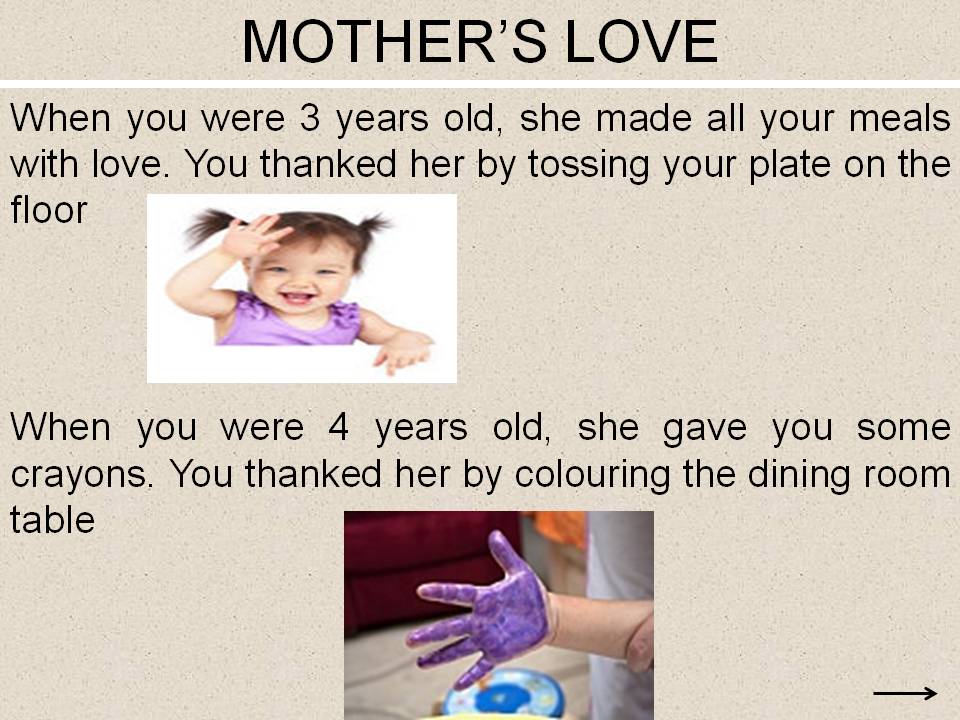 MOTHER’S LOVE
When you were 3 years old, she made all your meals
with love. You thanked her by tossing your plate on the
floor
When you were 4 years old, she gave you some
crayons. You thanked her by colouring the dining room
table